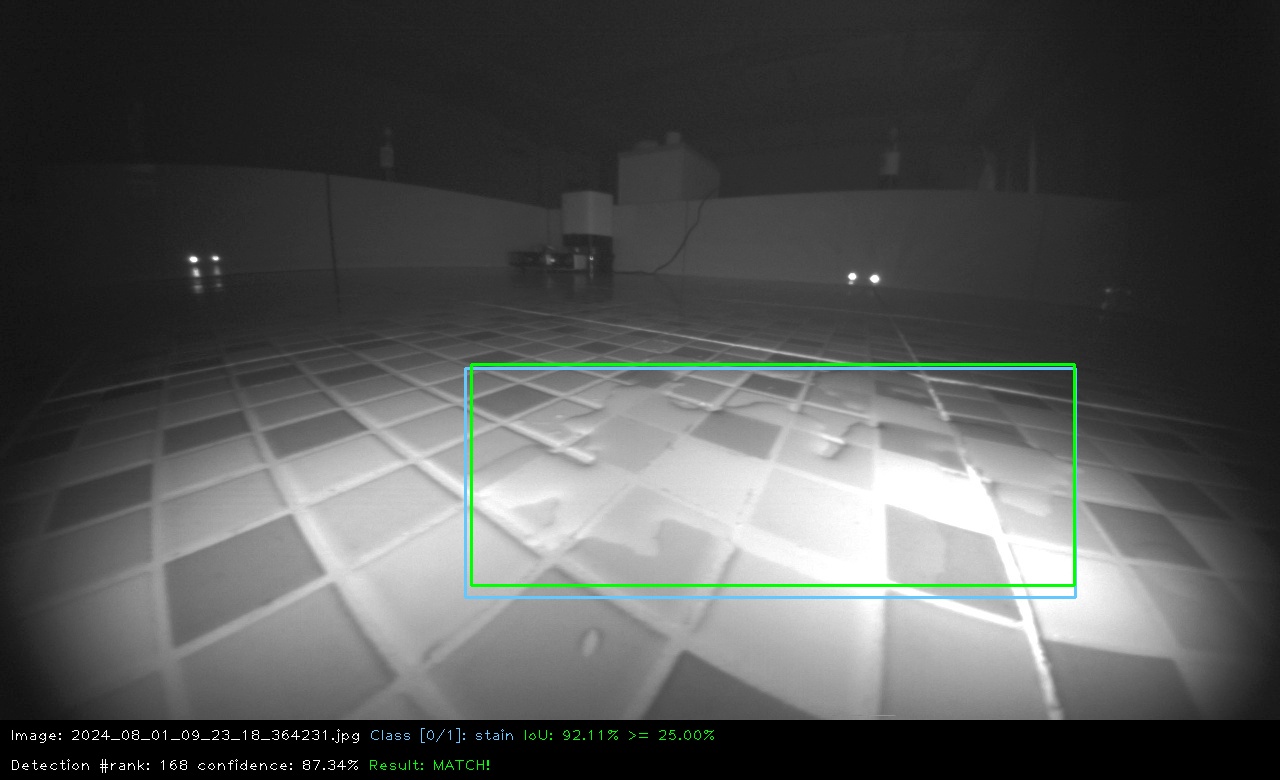 Image: 2024_08_01_09_23_18_364231.jpg Class [0/1]: stain IoU: 92.11% >= 25.00%
Detection #rank: 168 confidence: 87.34% Result: MATCH!